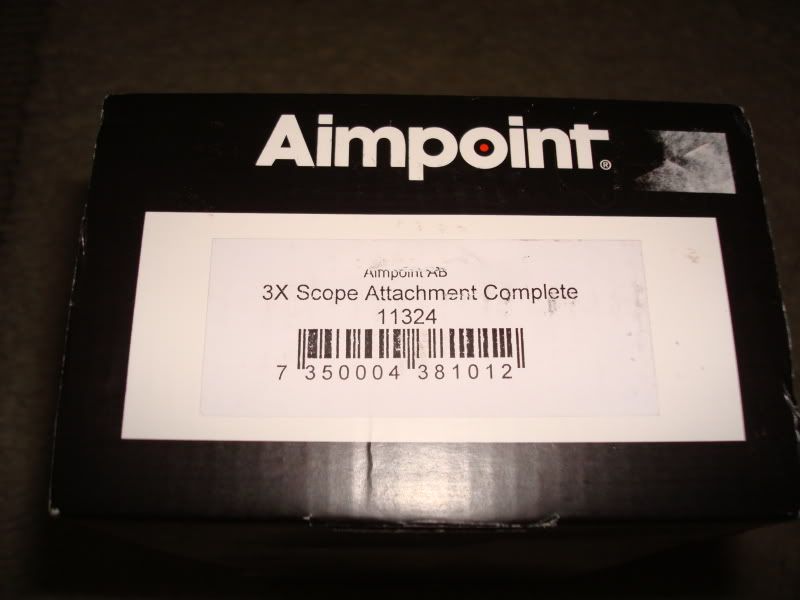 Aimpoint®
Aimpoint AB
3X Scope Attachment Complete
11324
7 350004 381012